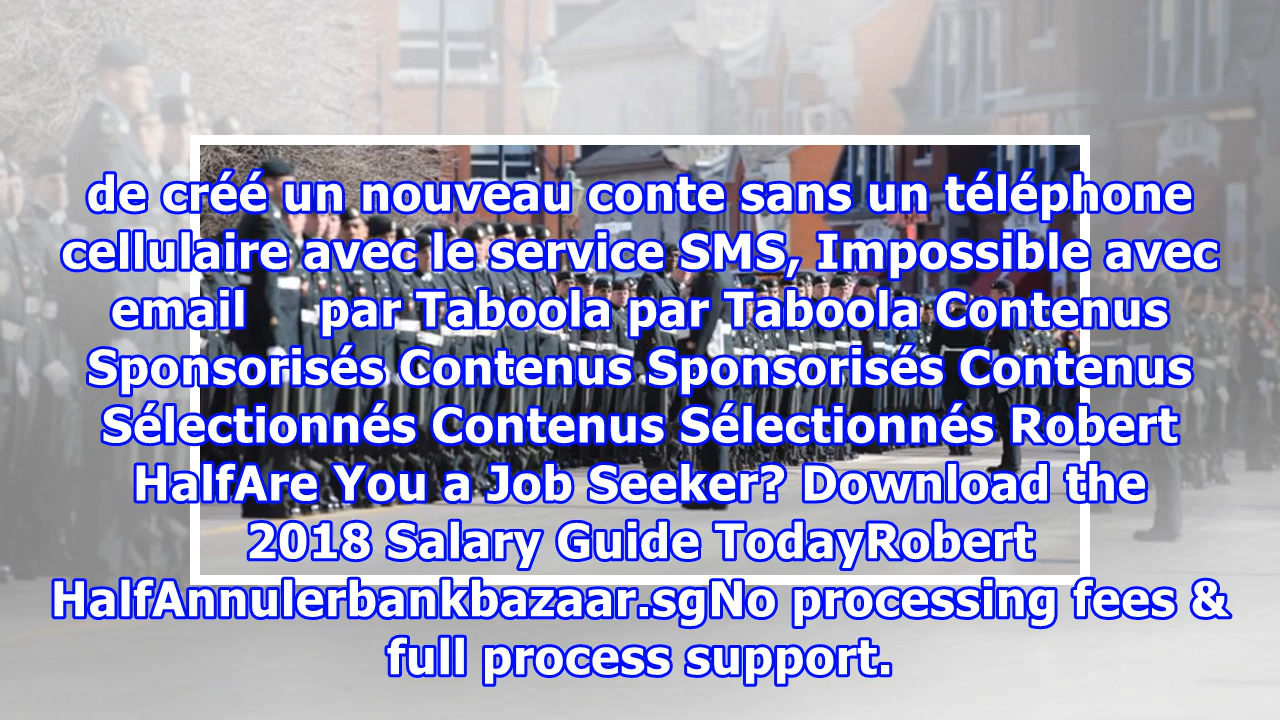 de créé un nouveau conte sans un téléphone
cellulaire avec le service SMS, Impossible avec
email par Taboola par Taboola Contenus
Sponsorisés Contenus Sponsorisés Contenus
Sélectionnés Contenus Sélectionnés Robert
HalfAre You a Job Seeker? Download the
2018 Salary Guide TodayRobert
HalfAnnulerbankbazaar.sgNo processing fees &
full process support.